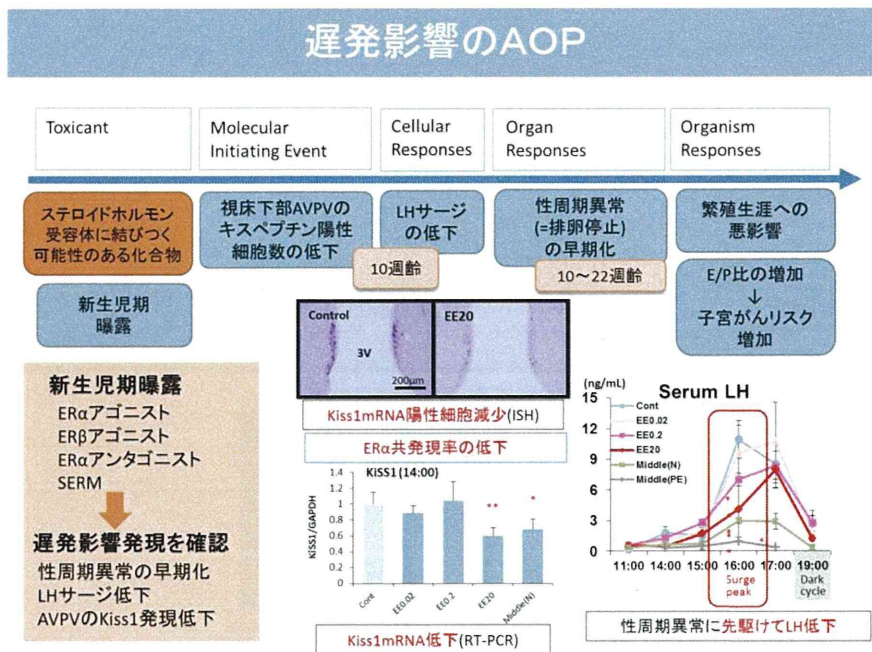 遅発影響のAOP
Toxicant
Molecular
Initiating Event
Cellular
Responses
Organ
Responses
Organism
Responses
ステロイドホルモン
受容体に結びつく
可能性のある化合物
新生児期
曝露
視床下部AVPVの
キスペプチン陽性
細胞数の低下
LHサージ
の低下
10週齢
性周期異常
(=排卵停止)
の早期化
10〜22週齢
繁殖生涯への
悪影響
E/P比の増加
↓
子宮がんリスク
増加
新生児期曝露
ERαアゴニスト
ERβアゴニスト
ERαアンタゴニスト
SERM
遅発影響発現を確認
性周期異常の早期化
LHサージ低下
AVPVのKiss1発現低下
Control
3V
200μm
EE20
Kiss1mRNA陽性細胞減少(ISH)
ERα共発現率の低下
KiSS1 (14:00)
KiSS1/GAPDH
1.4
1.2
1
0.8
0.6
0.4
0.2
0
**
*
Cont
EE0.02
EE0.2
EE20
Middle(N)
Kiss1mRNA低下(RT-PCR)
(ng/mL)
Serum LH
15
12
9
6
3
0
Cont
EE0.02
EE0.2
EE20
Middle(N)
Middle(PE)
11:00
14:00
15:00
16:00
17:00
19:00
Surge
peak
Dark
cycle
性周期異常に先駆けてLH低下